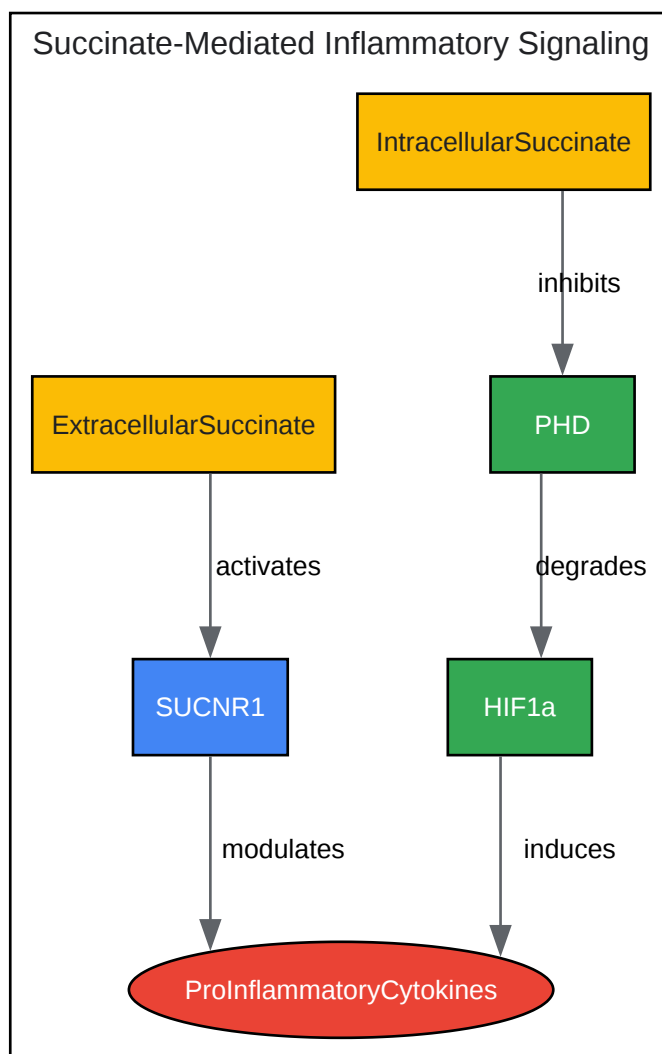 Succinate-Mediated Inflammatory Signaling
IntracellularSuccinate
inhibits
ExtracellularSuccinate
PHD
activates
degrades
SUCNR1
HIF1a
modulates
induces
ProInflammatoryCytokines